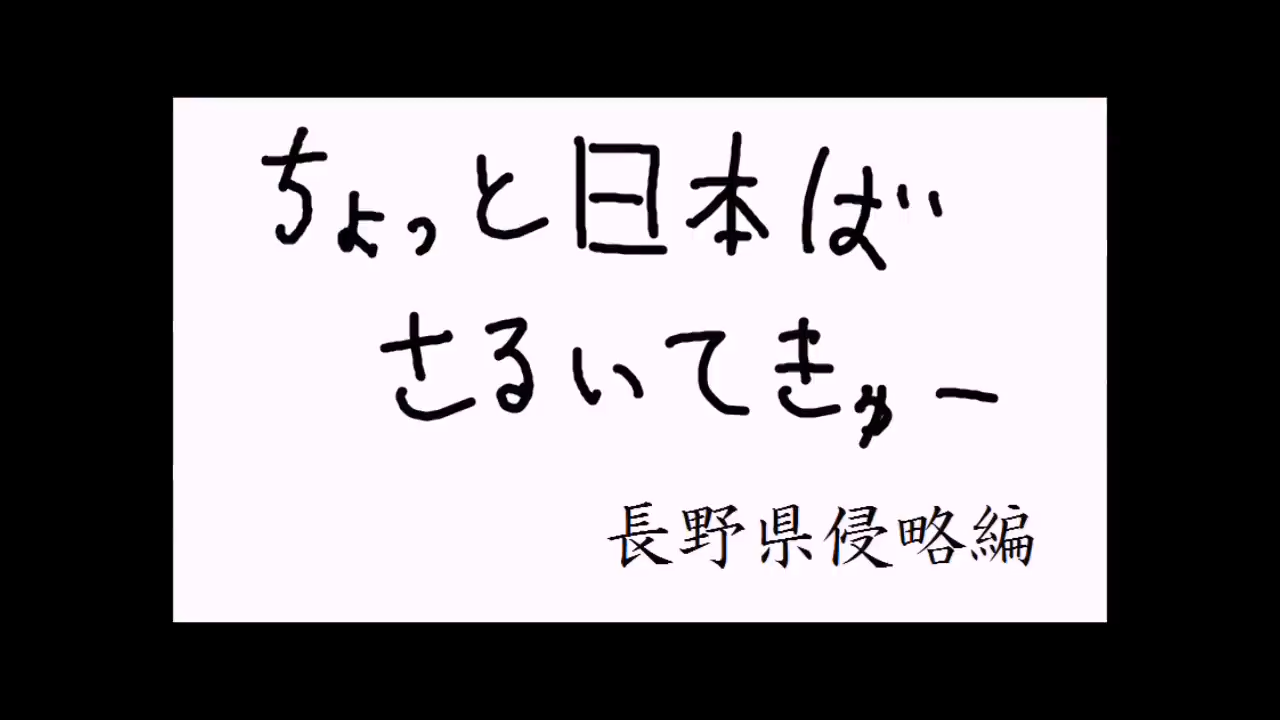 ちょっと日本ば
さるいてきゅー
長野県侵略編